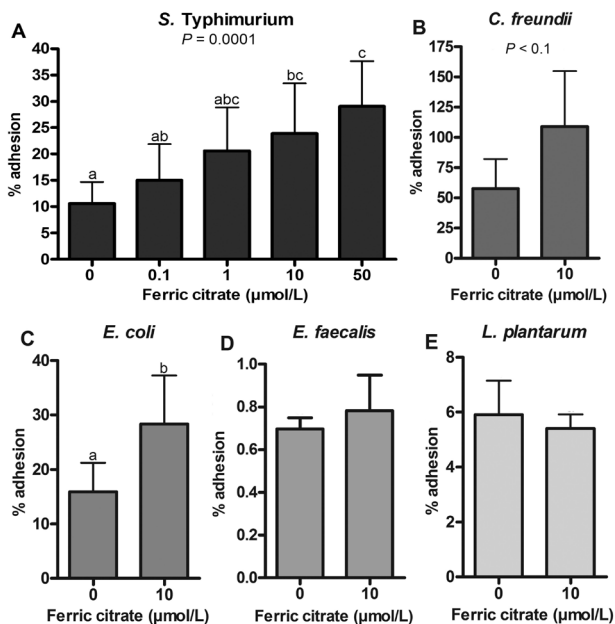 A
S. Typhimurium
P = 0.0001
% adhesion
40
35
30
25
20
15
10
5
0
a
ab
abc
bc
c
0 0.1 1 10 50
Ferric citrate (µmol/L)
B
C. freundii
P < 0.1
% adhesion
175
150
125
100
75
50
25
0
0 10
Ferric citrate (µmol/L)
C
E. coli
% adhesion
40
30
20
10
0
a
b
0 10
Ferric citrate (µmol/L)
D
E. faecalis
% adhesion
1.0
0.8
0.6
0.4
0.2
0.0
0 10
Ferric citrate (µmol/L)
E
L. plantarum
% adhesion
8
6
4
2
0
0 10
Ferric citrate (µmol/L)